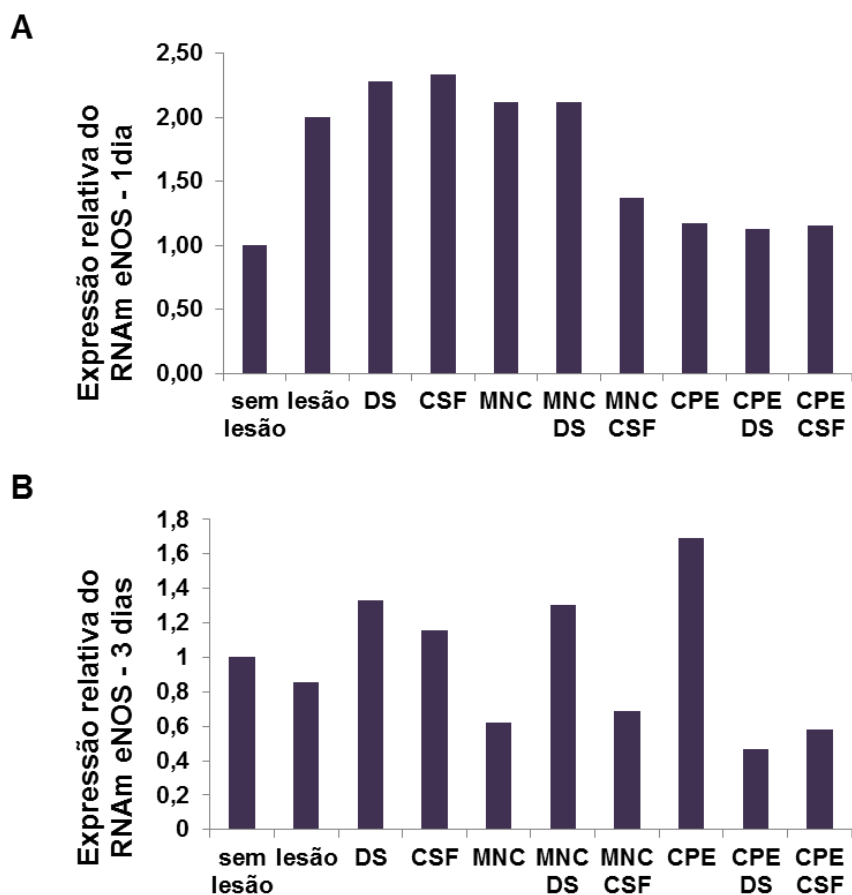 A
Expressão relativa do
RNAm eNOS - 1dia
2,50
2,00
1,50
1,00
0,50
0,00
sem lesão DS CSF MNC MNC MNC CPE CPE CPE
lesão DS CSF DS CSF
B
Expressão relativa do
RNAm eNOS - 3 dias
1,8
1,6
1,4
1,2
1
0,8
0,6
0,4
0,2
0
sem lesão DS CSF MNC MNC MNC CPE CPE CPE
lesão DS CSF DS CSF